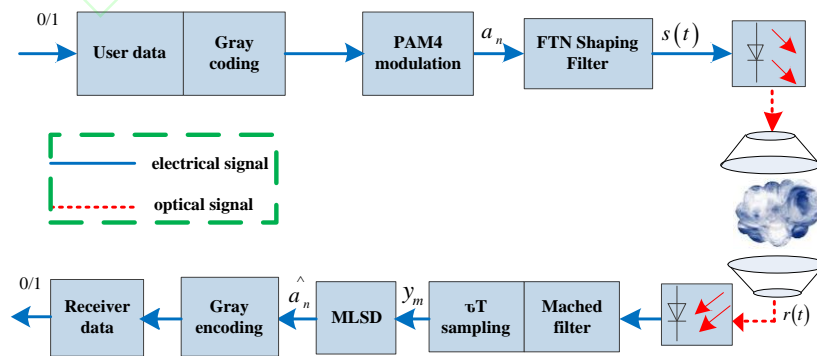 0/1
User data
Gray
coding
PAM4
modulation
a_n
FTN Shaping
Filter
s(t)
electrical signal
optical signal
0/1
Receiver
data
Gray
encoding
â_n
MLSD
y_m
τT
sampling
Mached
filter
r(t)